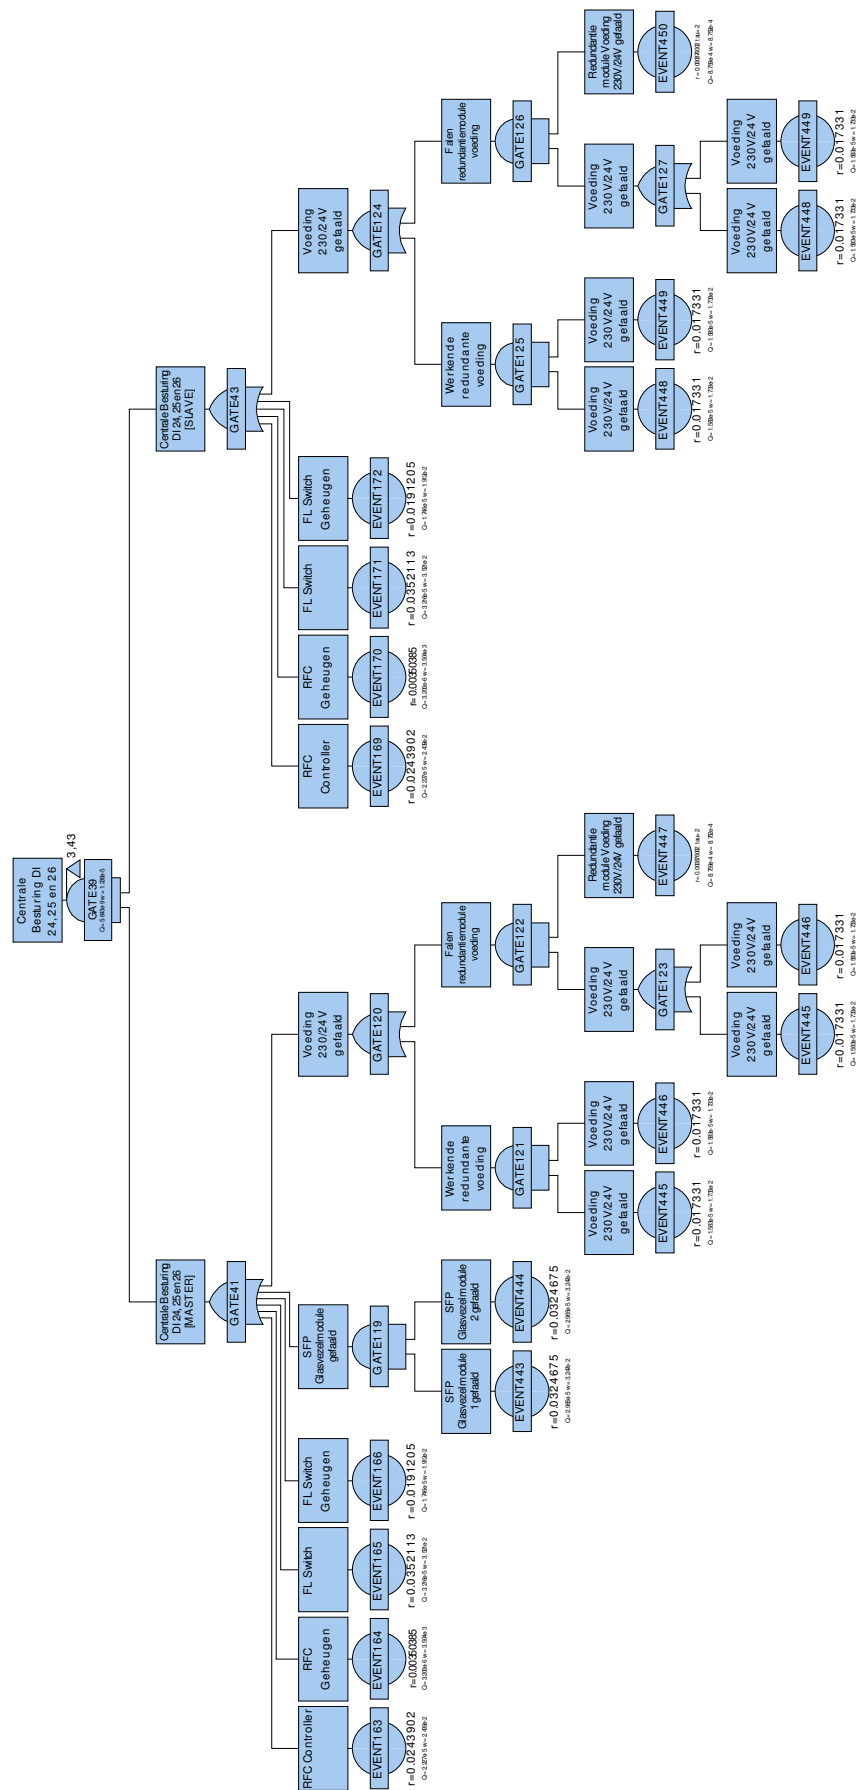 Centrale
Besturing DI
24, 25 en 26
3,43
GATE39
Centrale Besturing
DI 24, 25 en 26
[MASTER]
GATE41
Centrale Besturing
DI 24, 25 en 26
[SLAVE]
GATE43
RFC Controller
EVENT163
r=0.0243902
RFC
Geheugen
EVENT164
r=0.00350385
FL Switch
EVENT165
r=0.0352113
FL Switch
Geheugen
EVENT166
r=0.0191205
SFP
Glasvezelmodule
gefaald
GATE119
Voeding
230/24V
gefaald
GATE120
RFC
Controller
EVENT169
r=0.0243902
RFC
Geheugen
EVENT170
r=0.00350385
FL Switch
EVENT171
r=0.0352113
FL Switch
Geheugen
EVENT172
r=0.0191205
Voeding
230/24V
gefaald
GATE124
SFP
Glasvezelmodule
1 gefaald
EVENT443
r=0.0324675
SFP
Glasvezelmodule
2 gefaald
EVENT444
r=0.0324675
Werkende
redundante
voeding
GATE121
Falen
redundantiemodule
voeding
GATE122
Werkende
redundante
voeding
GATE125
Falen
redundantiemodule
voeding
GATE126
Voeding
230V/24V
gefaald
EVENT445
r=0.017331
Voeding
230V/24V
gefaald
EVENT446
r=0.017331
Voeding
230V/24V
gefaald
GATE123
Redundantie
module Voeding
230V/24V gefaald
EVENT447
Voeding
230V/24V
gefaald
EVENT448
r=0.017331
Voeding
230V/24V
gefaald
EVENT449
r=0.017331
Voeding
230V/24V
gefaald
GATE127
Redundantie
module Voeding
230V/24V gefaald
EVENT450
Voeding
230V/24V
gefaald
EVENT445
r=0.017331
Voeding
230V/24V
gefaald
EVENT446
r=0.017331
Voeding
230V/24V
gefaald
EVENT448
r=0.017331
Voeding
230V/24V
gefaald
EVENT449
r=0.017331